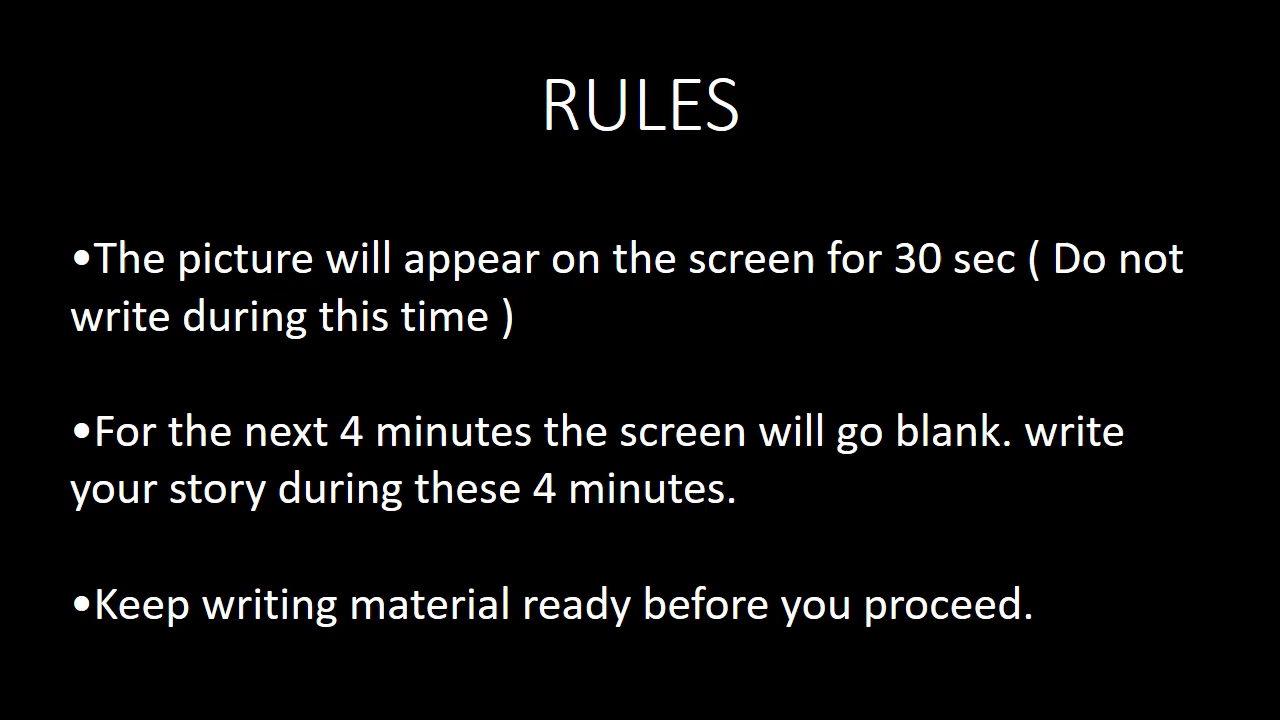 RULES
•The picture will appear on the screen for 30 sec ( Do not
write during this time )
•For the next 4 minutes the screen will go blank. write
your story during these 4 minutes.
•Keep writing material ready before you proceed.